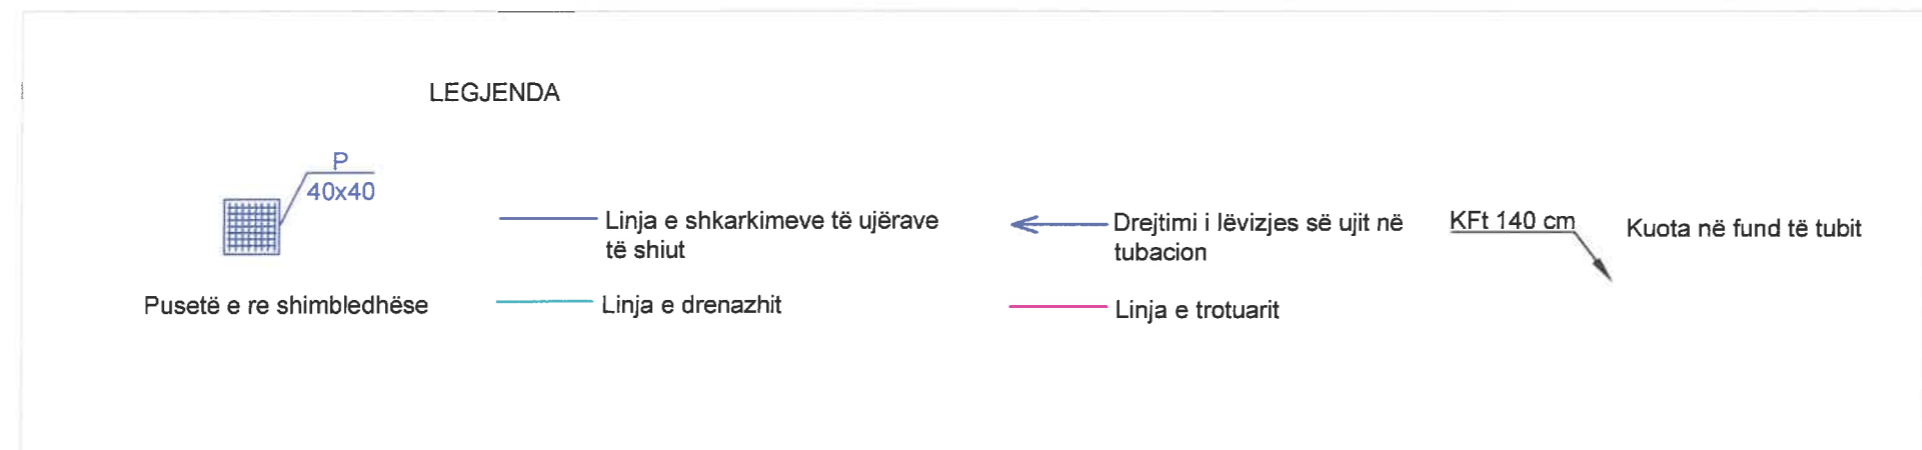 LEGJENDA
P
40x40
Pusetë e re shimbledhëse
Linja e shkarkimeve të ujërave
të shiut
Linja e drenazhit
Drejtimi i lëvizjes së ujit në
tubacion
Linja e trotuarit
KFt 140 cm
Kuota në fund të tubit